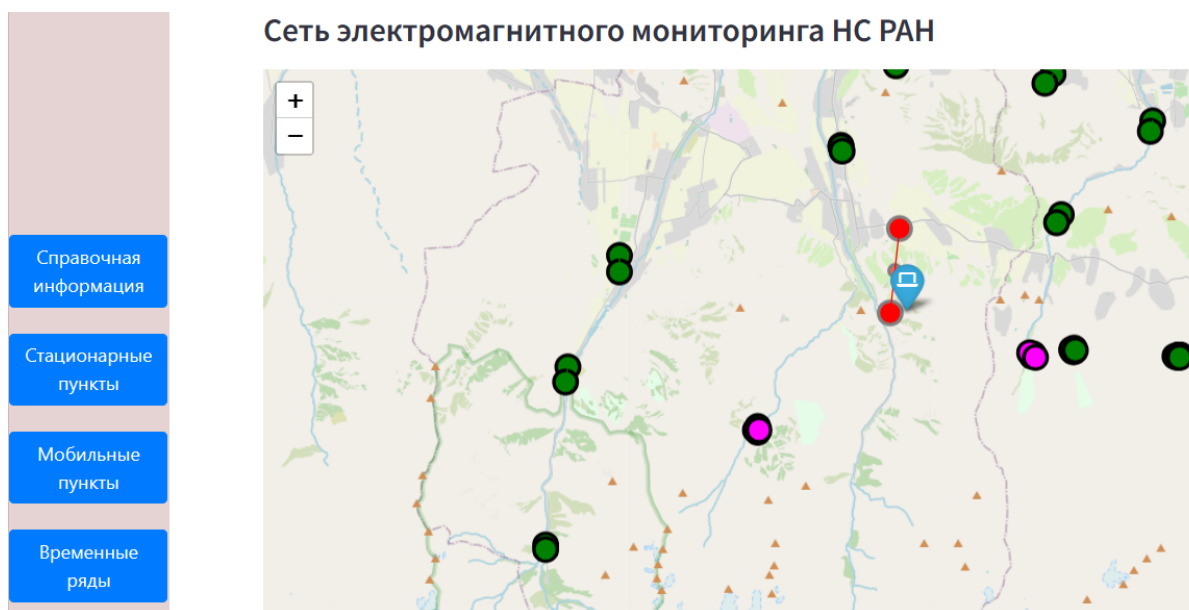 Сеть электромагнитного мониторинга НС РАН
+
−
Справочная
информация
Стационарные
пункты
Мобильные
пункты
Временные
ряды